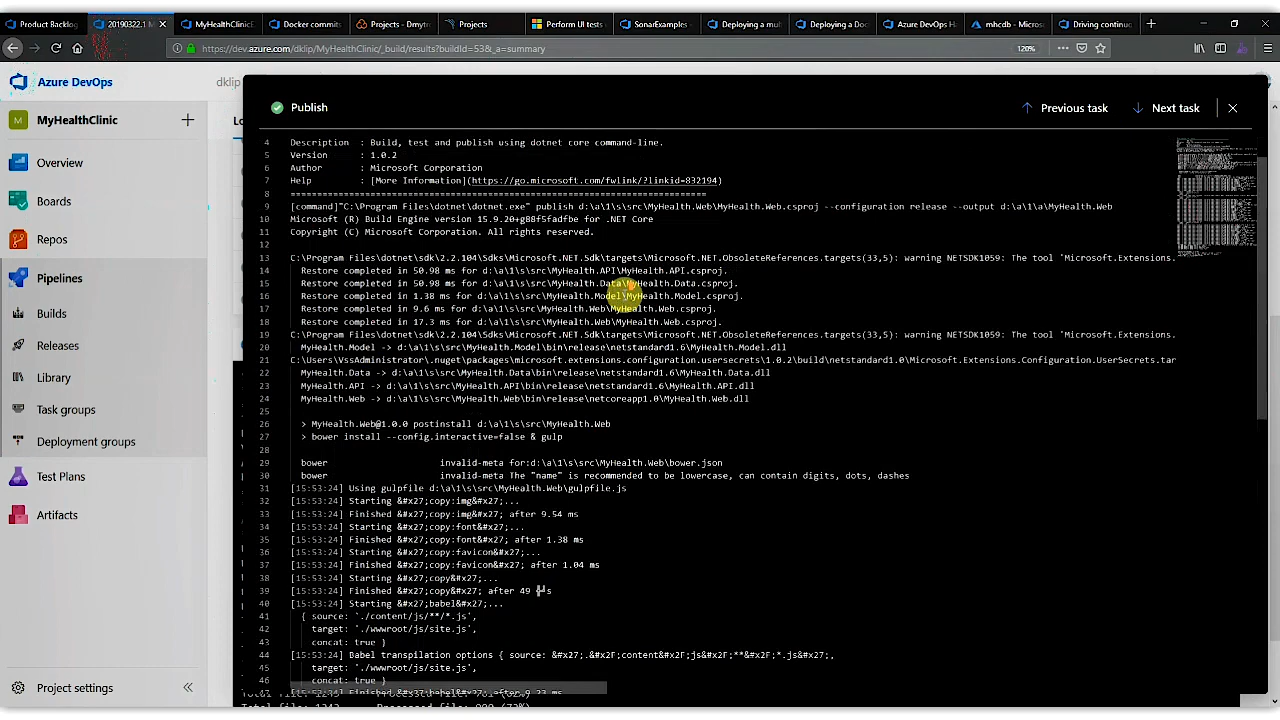 Product Backlog
20190322.1 M
MyHealthClinic
Docker commits
Projects - Dmytro
Projects
Perform UI tests
SonarExamples -
Deploying a mul
Deploying a Doc
Azure DevOps H
mhcdb - Micros
Driving continuo
https://dev.azure.com/dklip/MyHealthClinic/_build/results?buildId=53&_a=summary
120%
Azure DevOps
dklip
MyHealthClinic
Overview
Boards
Repos
Pipelines
Builds
Releases
Library
Task groups
Deployment groups
Test Plans
Artifacts
Project settings
Lo
Publish
Previous task
Next task
4 Description : Build, test and publish using dotnet core command-line.
5 Version : 1.0.2
6 Author : Microsoft Corporation
7 Help : [More Information](https://go.microsoft.com/fwlink/?linkid=832194)
8 ==============================================================================
9 [command]"C:\Program Files\dotnet\dotnet.exe" publish d:\a\1\s\src\MyHealth.Web\MyHealth.Web.csproj --configuration release --output d:\a\1\a\MyHealth.Web
10 Microsoft (R) Build Engine version 15.9.20+g88f5fadfbe for .NET Core
11 Copyright (C) Microsoft Corporation. All rights reserved.
12
13 C:\Program Files\dotnet\sdk\2.2.104\Sdks\Microsoft.NET.Sdk\targets\Microsoft.NET.ObsoleteReferences.targets(33,5): warning NETSDK1059: The tool 'Microsoft.Extensions.
14 Restore completed in 50.98 ms for d:\a\1\s\src\MyHealth.API\MyHealth.API.csproj.
15 Restore completed in 50.98 ms for d:\a\1\s\src\MyHealth.Data\MyHealth.Data.csproj.
16 Restore completed in 1.38 ms for d:\a\1\s\src\MyHealth.Model\MyHealth.Model.csproj.
17 Restore completed in 9.6 ms for d:\a\1\s\src\MyHealth.Web\MyHealth.Web.csproj.
18 Restore completed in 17.3 ms for d:\a\1\s\src\MyHealth.Web\MyHealth.Web.csproj.
19 C:\Program Files\dotnet\sdk\2.2.104\Sdks\Microsoft.NET.Sdk\targets\Microsoft.NET.ObsoleteReferences.targets(33,5): warning NETSDK1059: The tool 'Microsoft.Extensions.
20 MyHealth.Model -> d:\a\1\s\src\MyHealth.Model\bin\release\netstandard1.6\MyHealth.Model.dll
21 C:\Users\VssAdministrator\.nuget\packages\microsoft.extensions.configuration.usersecrets\1.0.2\build\netstandard1.0\Microsoft.Extensions.Configuration.UserSecrets.tar
22 MyHealth.Data -> d:\a\1\s\src\MyHealth.Data\bin\release\netstandard1.6\MyHealth.Data.dll
23 MyHealth.API -> d:\a\1\s\src\MyHealth.API\bin\release\netstandard1.6\MyHealth.API.dll
24 MyHealth.Web -> d:\a\1\s\src\MyHealth.Web\bin\release\netcoreapp1.0\MyHealth.Web.dll
25
26 > MyHealth.Web@1.0.0 postinstall d:\a\1\s\src\MyHealth.Web
27 > bower install --config.interactive=false & gulp
28
29 bower invalid-meta for:d:\a\1\s\src\MyHealth.Web\bower.json
30 bower invalid-meta The "name" is recommended to be lowercase, can contain digits, dots, dashes
31 [15:53:24] Using gulpfile d:\a\1\s\src\MyHealth.Web\gulpfile.js
32 [15:53:24] Starting &#x27;copy:img&#x27;...
33 [15:53:24] Finished &#x27;copy:img&#x27; after 9.54 ms
34 [15:53:24] Starting &#x27;copy:font&#x27;...
35 [15:53:24] Finished &#x27;copy:font&#x27; after 1.38 ms
36 [15:53:24] Starting &#x27;copy:favicon&#x27;...
37 [15:53:24] Finished &#x27;copy:favicon&#x27; after 1.04 ms
38 [15:53:24] Starting &#x27;copy&#x27;...
39 [15:53:24] Finished &#x27;copy&#x27; after 49 ╬╝s
40 [15:53:24] Starting &#x27;babel&#x27;...
41 { source: './content/js/**/*.js',
42 target: './wwwroot/js/site.js',
43 concat: true }
44 [15:53:24] Babel transpilation options { source: &#x27;.&#x2F;content&#x2F;js&#x2F;**&#x2F;*.js&#x27;,
45 target: './wwwroot/js/site.js',
46 concat: true }
47 [15:53:24] Finished &#x27;babel&#x27; after 9.23 ms